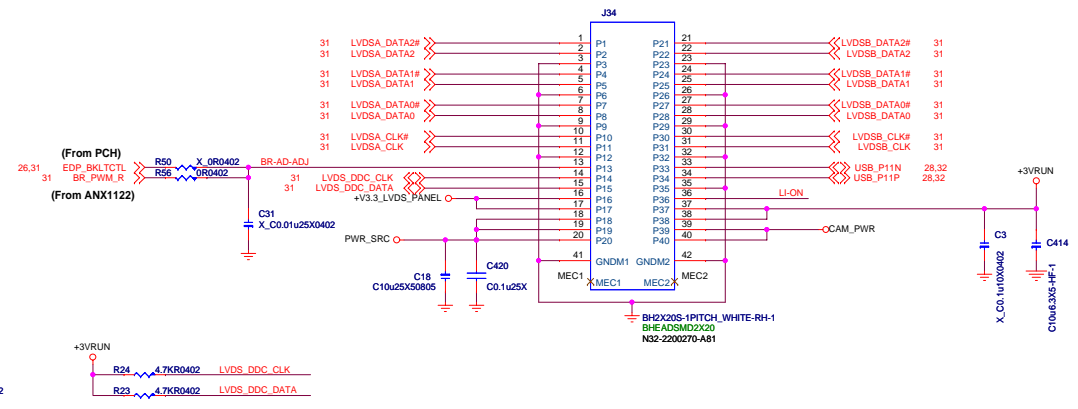 J34
31 LVDSA_DATA2# 1 P1 P21 21 LVDSB_DATA2# 31
31 LVDSA_DATA2 2 P2 P22 22 LVDSB_DATA2 31
3 P3 P23 23
31 LVDSA_DATA1# 4 P4 P24 24 LVDSB_DATA1# 31
31 LVDSA_DATA1 5 P5 P25 25 LVDSB_DATA1 31
6 P6 P26 26
31 LVDSA_DATA0# 7 P7 P27 27 LVDSB_DATA0# 31
31 LVDSA_DATA0 8 P8 P28 28 LVDSB_DATA0 31
9 P9 P29 29
31 LVDSA_CLK# 10 P10 P30 30 LVDSB_CLK# 31
31 LVDSA_CLK 11 P11 P31 31 LVDSB_CLK 31
(From PCH) 12 P12 P32 32
26,31 EDP_BKLTCTL R50 X_0R0402 BR-AD-ADJ 13 P13 P33 33 USB_P11N 28,32
31 BR_PWM_R R56 0R0402 31 LVDS_DDC_CLK 14 P14 P34 34 USB_P11P 28,32
(From ANX1122) 15 LVDS_DDC_DATA 15 P15 P35 35 +3VRUN
+V3.3_LVDS_PANEL 16 P16 P36 36 LI-ON
17 P17 P37 37
C31 18 P18 P38 38
X_C0.01u25X0402 19 P19 P39 39 CAM_PWR
PWR_SRC 20 P20 P40 40
C3
X_C0.1u10X0402
C414
C10u6.3X5-HF-1
41 GNDM1 GNDM2 42
C18
C10u25X50805
C420
C0.1u25X
MEC1 MEC1 MEC2 MEC2
BH2X20S-1PITCH_WHITE-RH-1
BHEADSMD2X20
N32-2200270-A81
+3VRUN
R24 4.7KR0402 LVDS_DDC_CLK
R23 4.7KR0402 LVDS_DDC_DATA